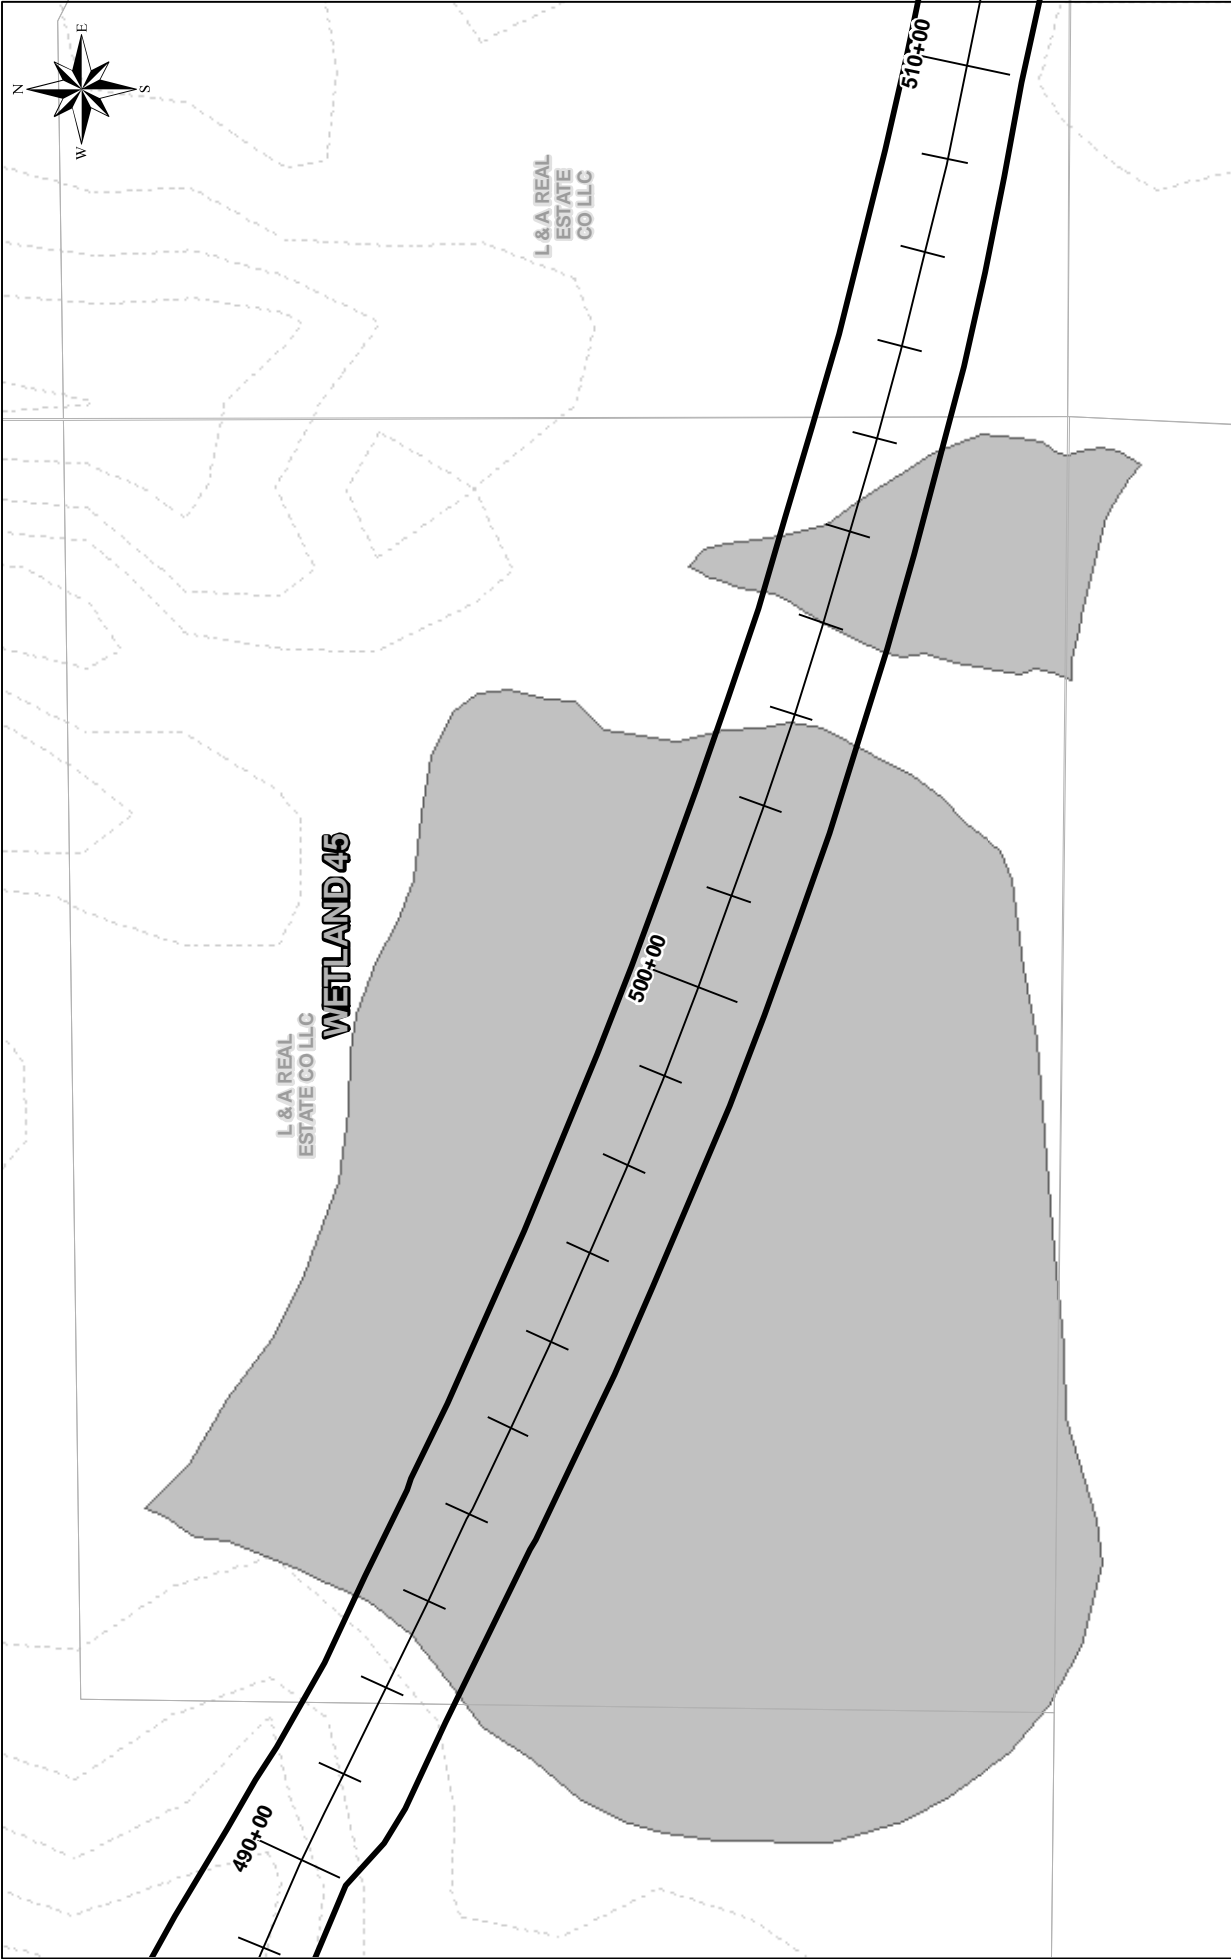 N
E
S
W
510+00
L & A REAL
ESTATE
CO LLC
WETLAND 45
500+00
L & A REAL
ESTATE CO LLC
490+00